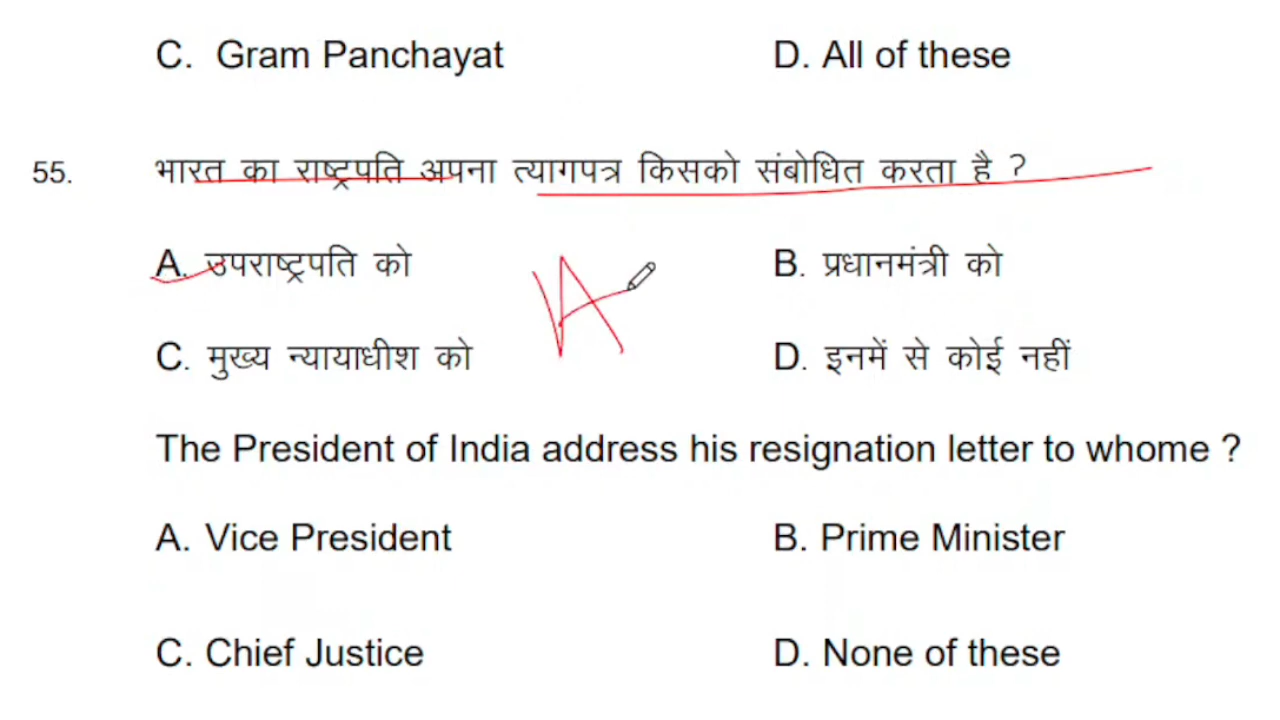 C. Gram Panchayat D. All of these
55. भारत का राष्ट्रपति अपना त्यागपत्र किसको संबोधित करता है ?
A. उपराष्ट्रपति को B. प्रधानमंत्री को
A
C. मुख्य न्यायाधीश को D. इनमें से कोई नहीं
The President of India address his resignation letter to whome ?
A. Vice President B. Prime Minister
C. Chief Justice D. None of these